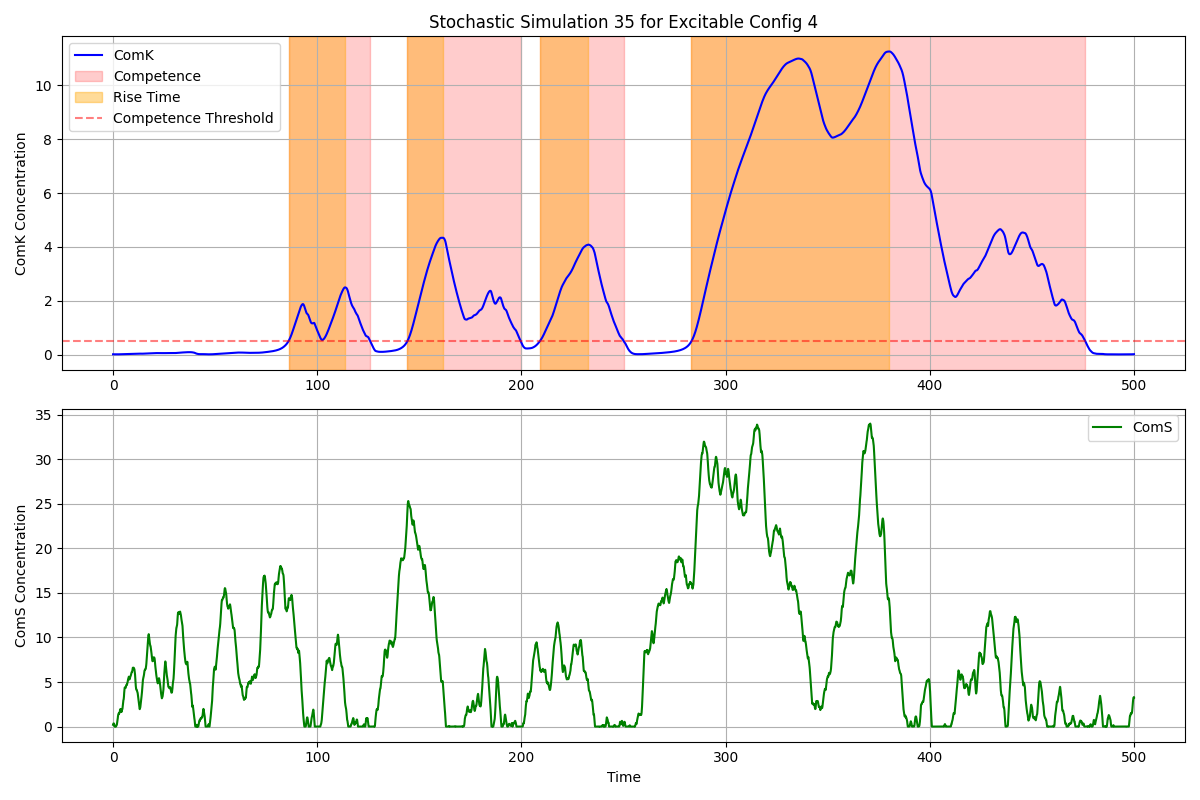 Stochastic Simulation 35 for Excitable Config 4
ComK
Competence
Rise Time
Competence Threshold
ComK Concentration
10
8
6
4
2
0
0
100
200
300
400
500
ComS
ComS Concentration
35
30
25
20
15
10
5
0
0
100
200
300
400
500
Time